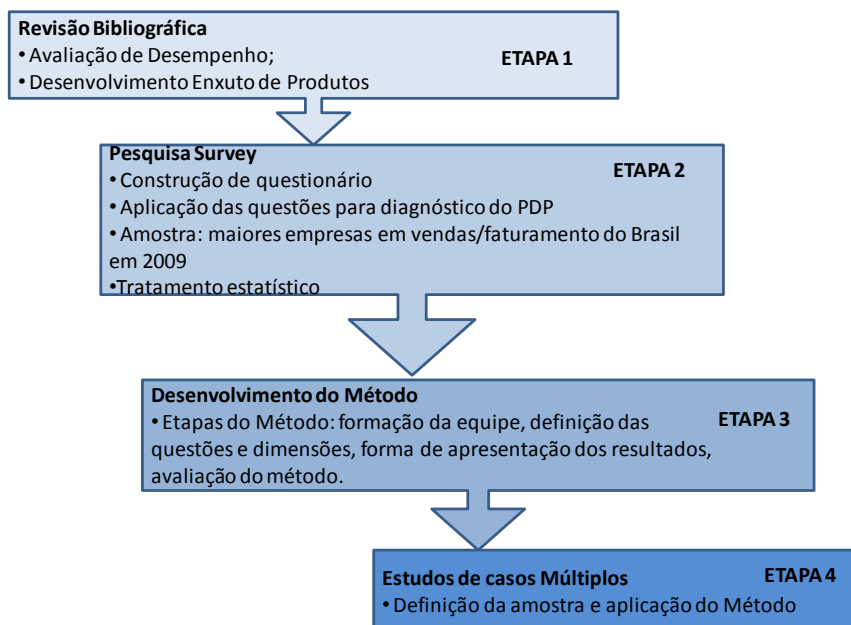 Revisão Bibliográfica
• Avaliação de Desempenho;
ETAPA 1
• Desenvolvimento Enxuto de Produtos
Pesquisa Survey
ETAPA 2
• Construção de questionário
• Aplicação das questões para diagnóstico do PDP
• Amostra: maiores empresas em vendas/faturamento do Brasil
em 2009
•Tratamento estatístico
Desenvolvimento do Método
• Etapas do Método: formação da equipe, definição das
ETAPA 3
questões e dimensões, forma de apresentação dos resultados,
avaliação do método.
Estudos de casos Múltiplos
ETAPA 4
• Definição da amostra e aplicação do Método